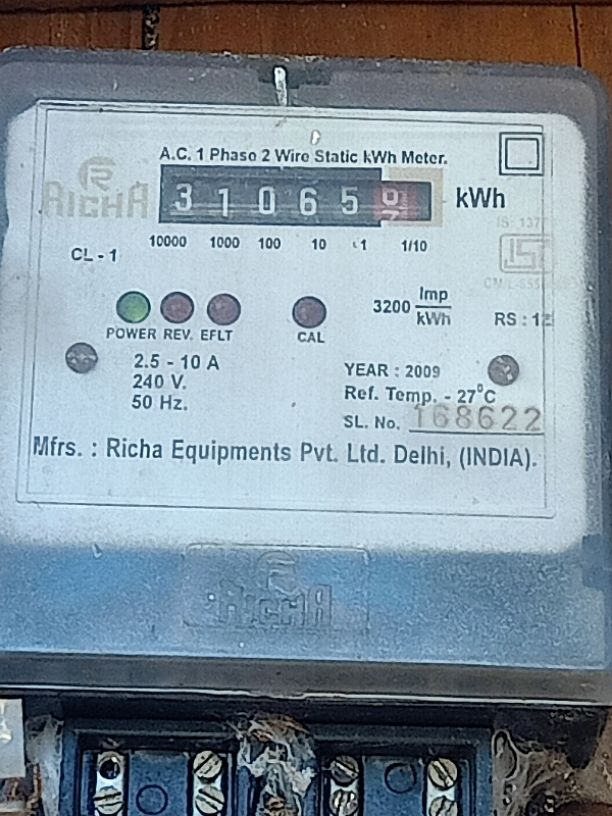 A.C. 1 Phase 2 Wire Static kWh Meter.
RICHA
3 1 0 6 5 kWh
10000 1000 100 10 1 1/10
CL - 1
3200 Imp/kWh
RS : 12
POWER REV. EFLT CAL
2.5 - 10 A
240 V.
50 Hz.
YEAR : 2009
Ref. Temp. - 27°C
SL. No. 168622
Mfrs. : Richa Equipments Pvt. Ltd. Delhi, (INDIA).
RICHA